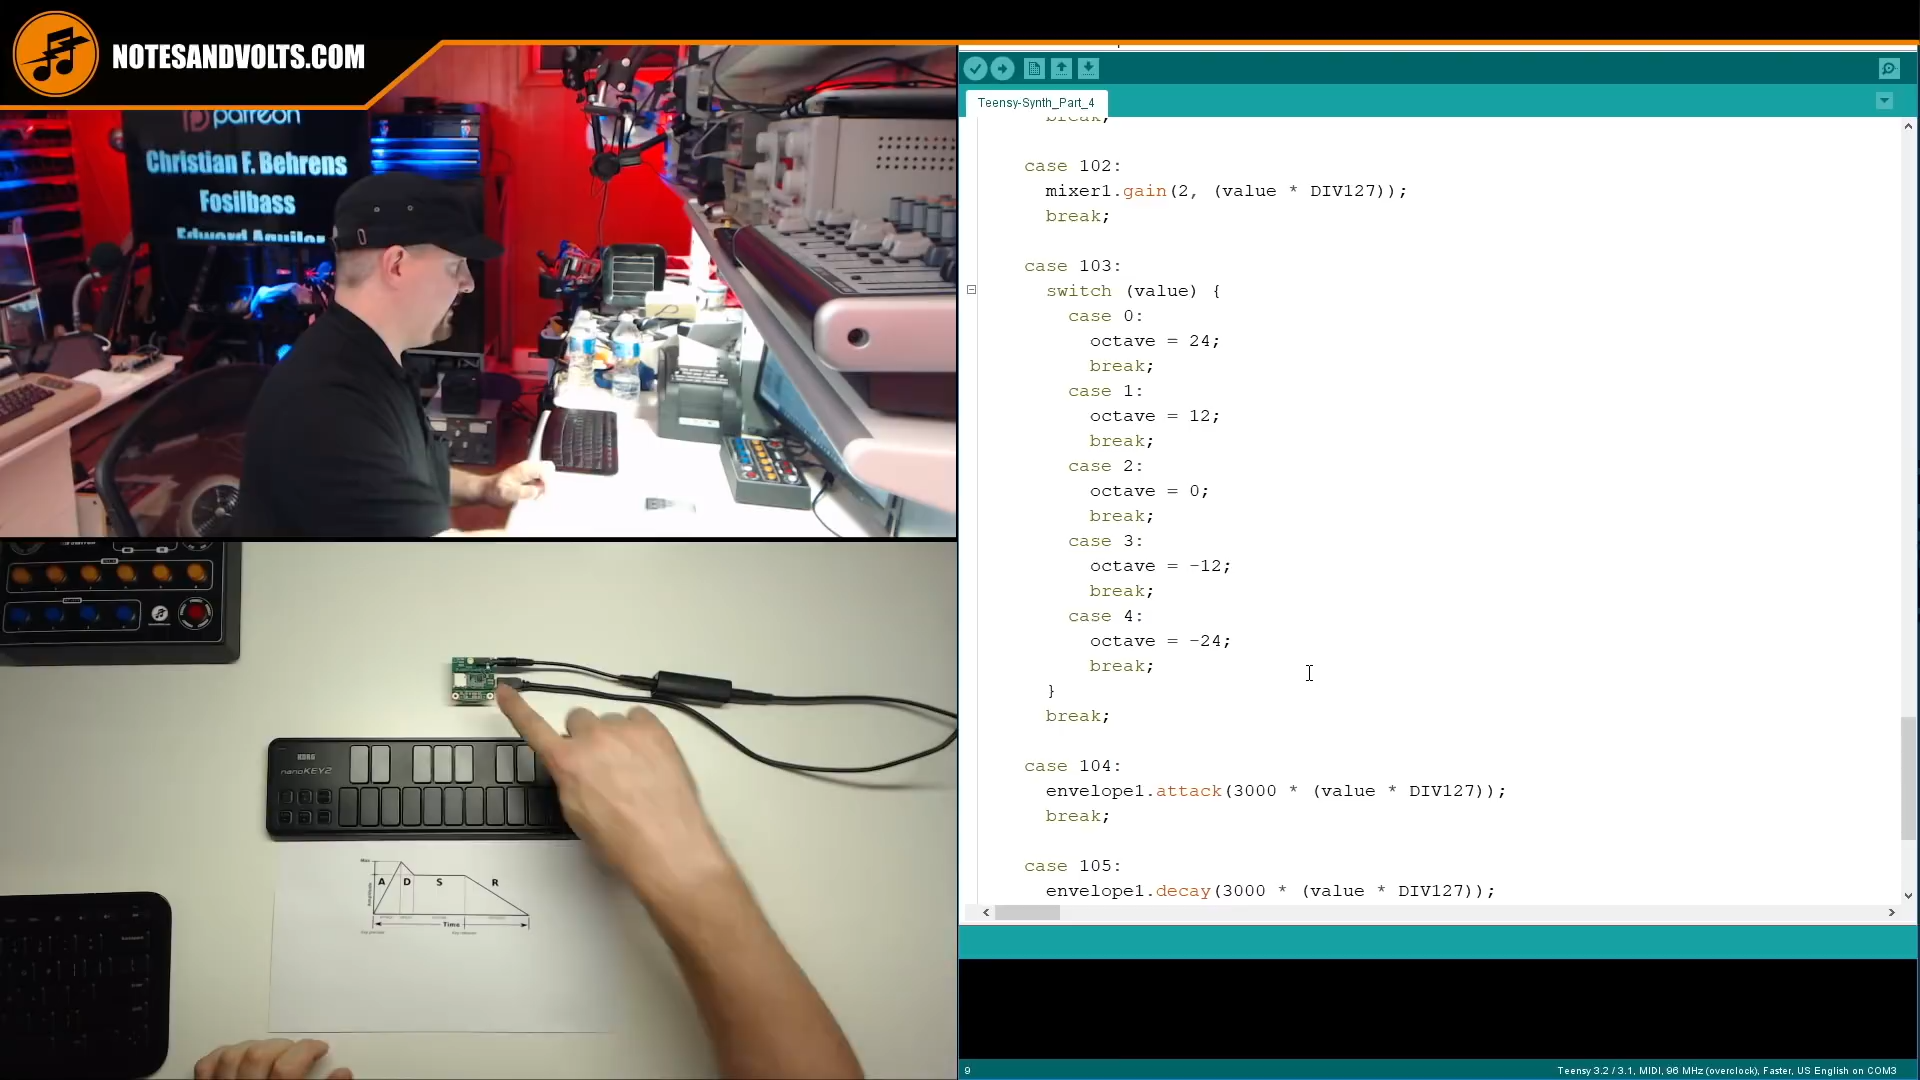 NOTESANDVOLTS.COM
patreon
Christian F. Behrens
Fosilbass
Edward Aguilor
Teensy-Synth_Part_4
break;
case 102:
mixer1.gain(2, (value * DIV127));
break;
case 103:
switch (value) {
case 0:
octave = 24;
break;
case 1:
octave = 12;
break;
case 2:
octave = 0;
break;
case 3:
octave = -12;
break;
case 4:
octave = -24;
break;
}
break;
case 104:
envelope1.attack(3000 * (value * DIV127));
break;
case 105:
envelope1.decay(3000 * (value * DIV127));
9
Teensy 3.2 / 3.1, MIDI, 96 MHz (overclock), Faster, US English on COM3
KORG
nanoKEY2
Max
A D S R
Time